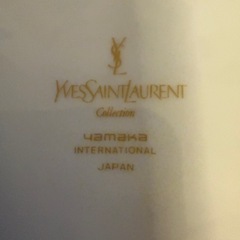 YSL
YVESSAINTLAURENT
Collection
yamaka
INTERNATIONAL
JAPAN